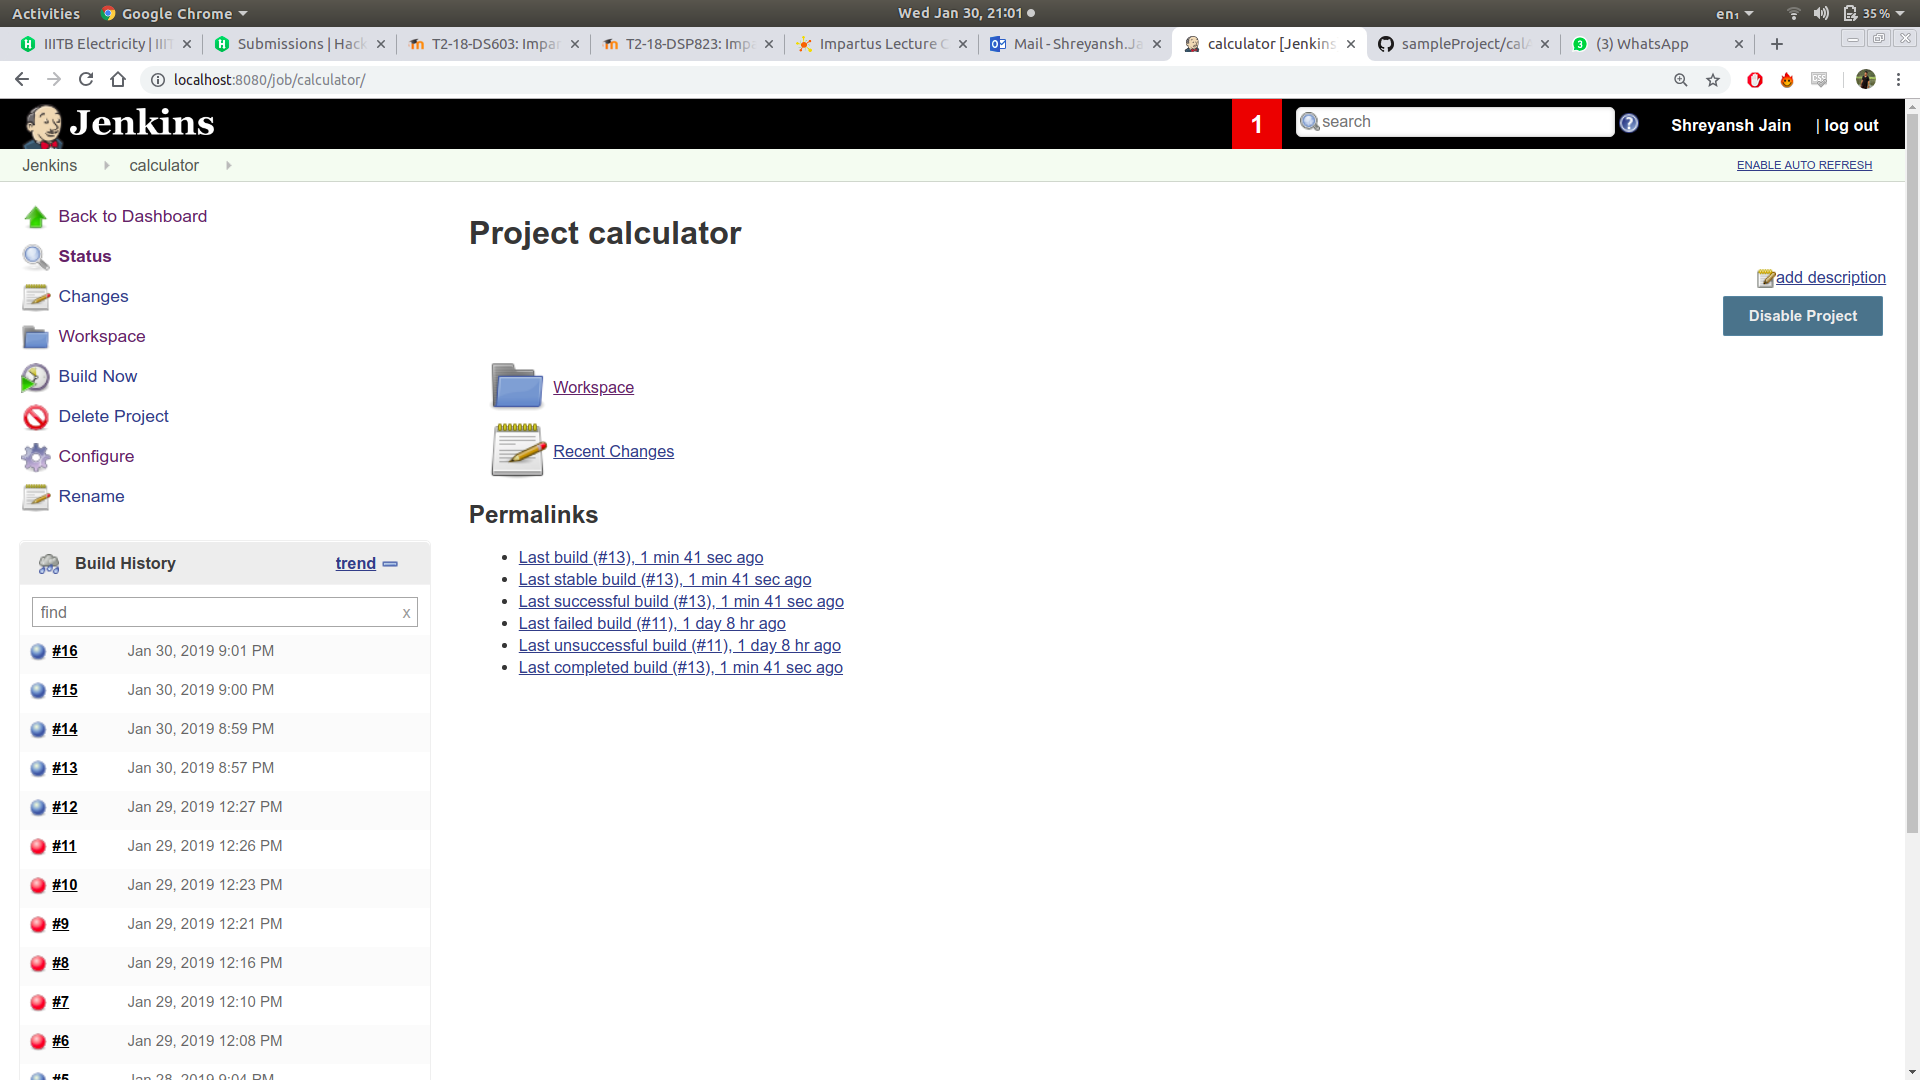 Activities Google Chrome Wed Jan 30, 21:01 en₁ 35%
IIITB Electricity | IIIT Submissions | Hack T2-18-DS603: Impar T2-18-DSP823: Impa Impartus Lecture C Mail - Shreyansh.Ja calculator [Jenkins sampleProject/cal (3) WhatsApp
localhost:8080/job/calculator/
Jenkins 1 search Shreyansh Jain | log out
Jenkins calculator ENABLE AUTO REFRESH
Back to Dashboard
Status
Changes
Workspace
Build Now
Delete Project
Configure
Rename
Project calculator
add description
Disable Project
Workspace
Recent Changes
Permalinks
Last build (#13), 1 min 41 sec ago
Last stable build (#13), 1 min 41 sec ago
Last successful build (#13), 1 min 41 sec ago
Last failed build (#11), 1 day 8 hr ago
Last unsuccessful build (#11), 1 day 8 hr ago
Last completed build (#13), 1 min 41 sec ago
Build History trend
find x
#16 Jan 30, 2019 9:01 PM
#15 Jan 30, 2019 9:00 PM
#14 Jan 30, 2019 8:59 PM
#13 Jan 30, 2019 8:57 PM
#12 Jan 29, 2019 12:27 PM
#11 Jan 29, 2019 12:26 PM
#10 Jan 29, 2019 12:23 PM
#9 Jan 29, 2019 12:21 PM
#8 Jan 29, 2019 12:16 PM
#7 Jan 29, 2019 12:10 PM
#6 Jan 29, 2019 12:08 PM
#5 Jan 28, 2019 9:04 PM